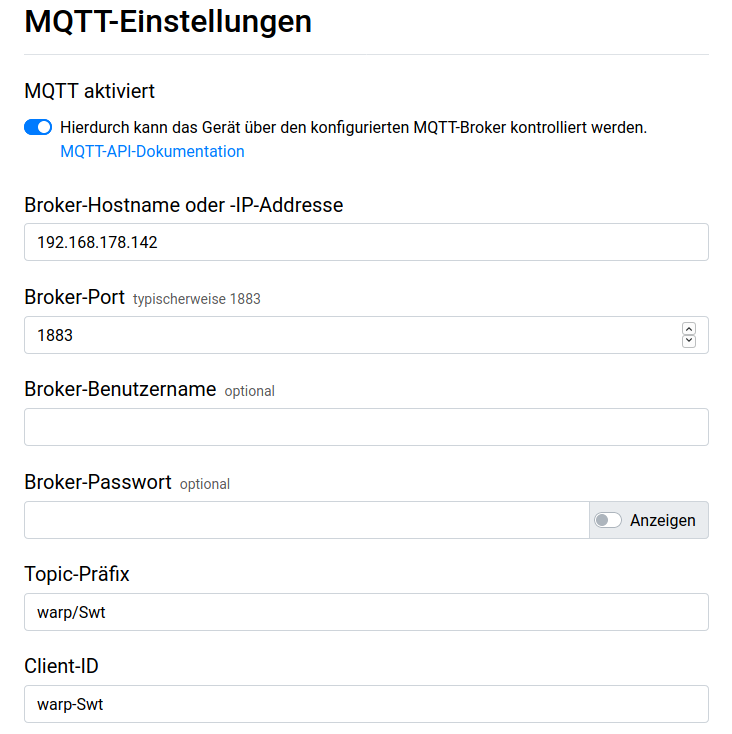 MQTT-Einstellungen
MQTT aktiviert
Hierdurch kann das Gerät über den konfigurierten MQTT-Broker kontrolliert werden.
MQTT-API-Dokumentation
Broker-Hostname oder -IP-Addresse
192.168.178.142
Broker-Port typischerweise 1883
1883
Broker-Benutzername optional
Broker-Passwort optional
Anzeigen
Topic-Präfix
warp/Swt
Client-ID
warp-Swt